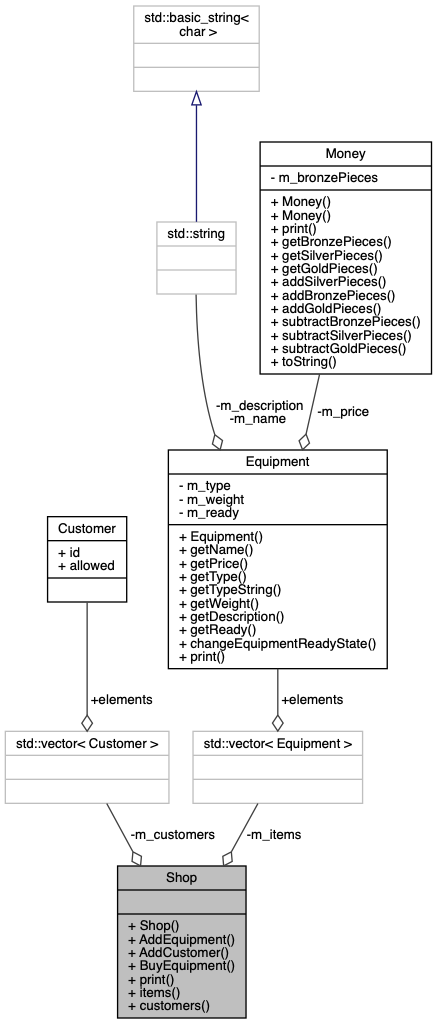 std::basic_string<
char >
Money
- m_bronzePieces
+ Money()
+ Money()
+ print()
+ getBronzePieces()
+ getSilverPieces()
+ getGoldPieces()
+ addSilverPieces()
+ addBronzePieces()
+ addGoldPieces()
+ subtractBronzePieces()
+ subtractSilverPieces()
+ subtractGoldPieces()
+ toString()
std::string
-m_description
-m_name
-m_price
Equipment
- m_type
- m_weight
- m_ready
+ Equipment()
+ getName()
+ getPrice()
+ getType()
+ getTypeString()
+ getWeight()
+ getDescription()
+ getReady()
+ changeEquipmentReadyState()
+ print()
Customer
+ id
+ allowed
+elements
+elements
std::vector< Customer >
std::vector< Equipment >
-m_customers
-m_items
Shop
+ Shop()
+ AddEquipment()
+ AddCustomer()
+ BuyEquipment()
+ print()
+ items()
+ customers()